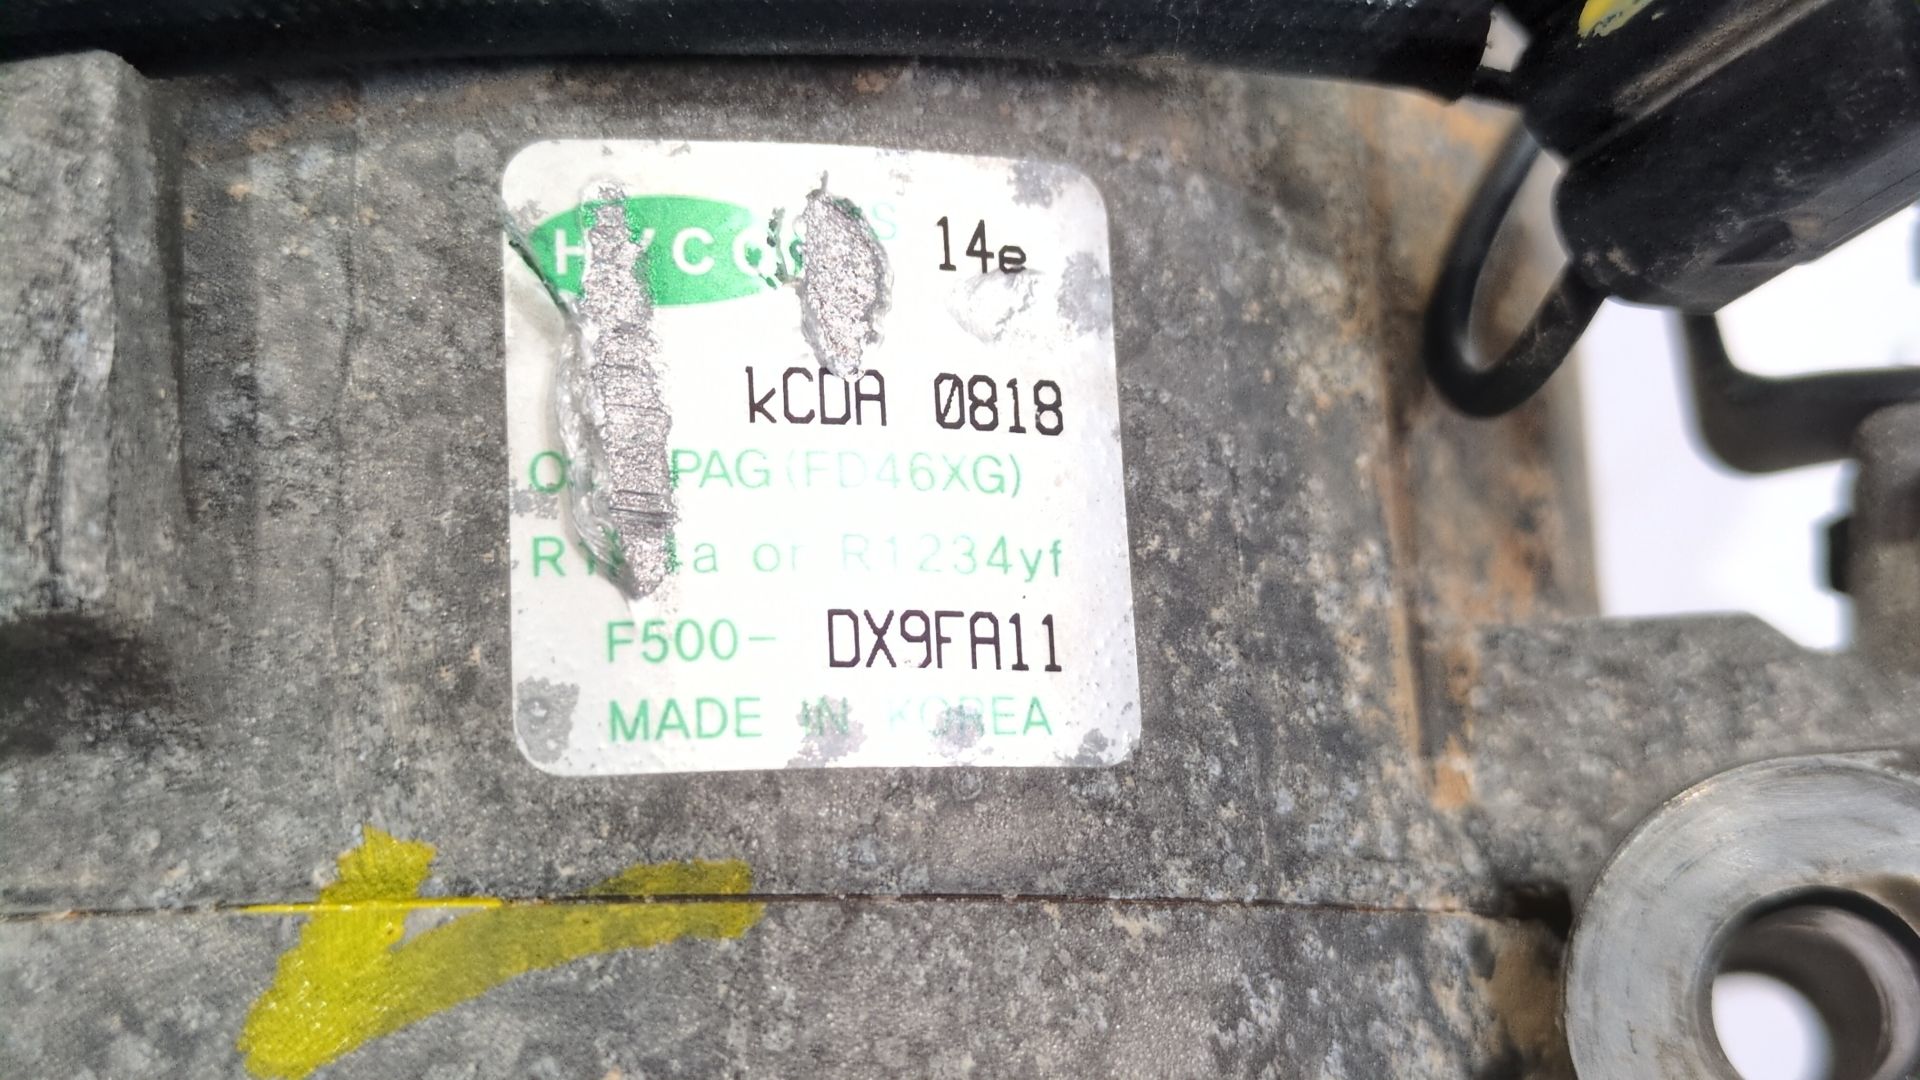 14e
kCDA 0818
PAG (FD46XG)
or R1234yf
F500- DX9FA11
MADE IN KOREA